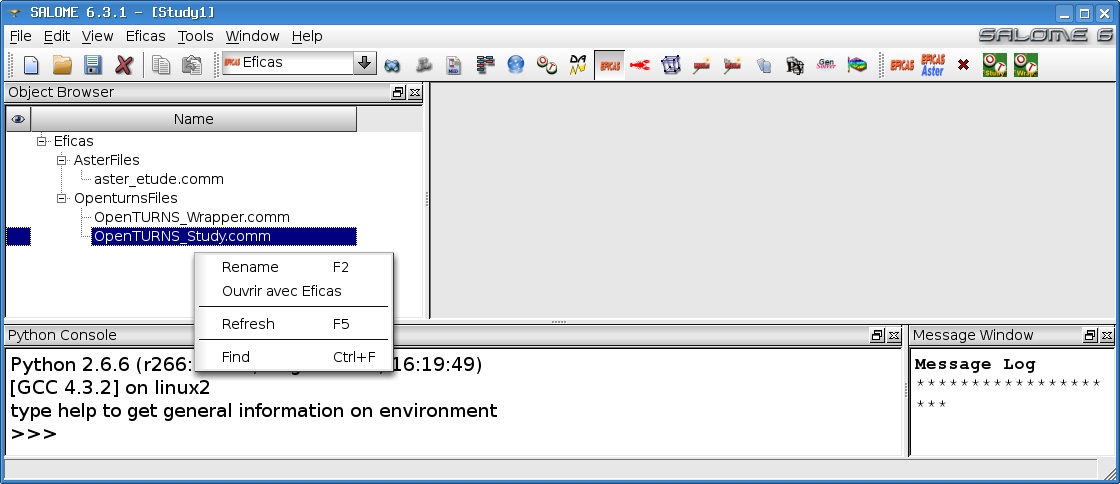 SALOME 6.3.1 - [Study1]
File Edit View Eficas Tools Window Help
SALOME 6
Eficas
EFICAS
EFICAS
EFICAS Aster
Study
Wrap
Object Browser
Name
Eficas
AsterFiles
aster_etude.comm
OpenturnsFiles
OpenTURNS_Wrapper.comm
OpenTURNS_Study.comm
Rename F2
Ouvrir avec Eficas
Refresh F5
Find Ctrl+F
Python Console
Python 2.6.6 (r266: 16:19:49)
[GCC 4.3.2] on linux2
type help to get general information on environment
>>>
Message Window
Message Log
*****************
***